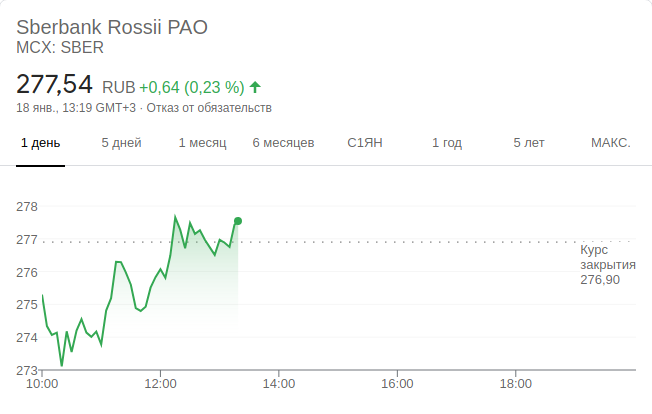 Sberbank Rossii PAO
MCX: SBER
277,54 RUB +0,64 (0,23 %)
18 янв., 13:19 GMT+3 · Отказ от обязательств
1 день 5 дней 1 месяц 6 месяцев С1ЯН 1 год 5 лет МАКС.
278
277
Курс
закрытия
276,90
276
275
274
273
10:00 12:00 14:00 16:00 18:00